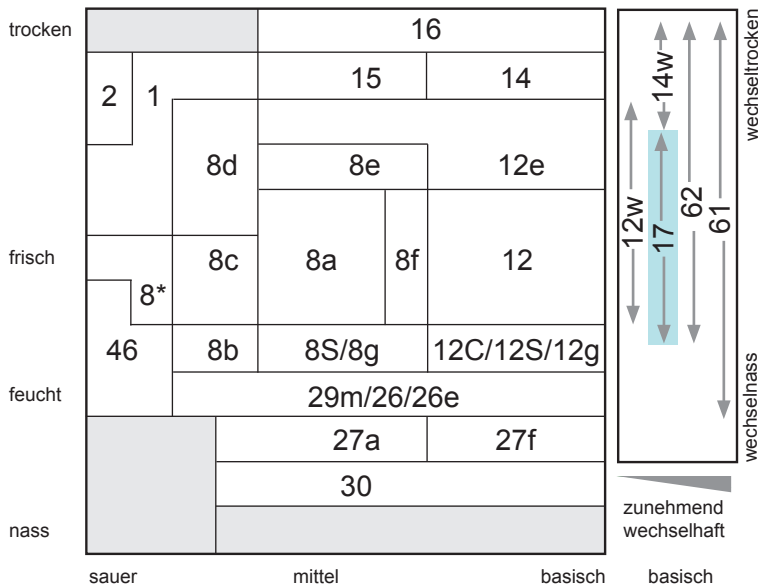 trocken
16
15
14
2
1
8d
8e
12e
frisch
8c
8a
8f
12
8*
46
8b
8S/8g
12C/12S/12g
feucht
29m/26/26e
27a
27f
30
nass
sauer
mittel
basisch
14w
12w
17
62
61
wechseltrocken
wechselnass
zunehmend
wechselhaft
basisch